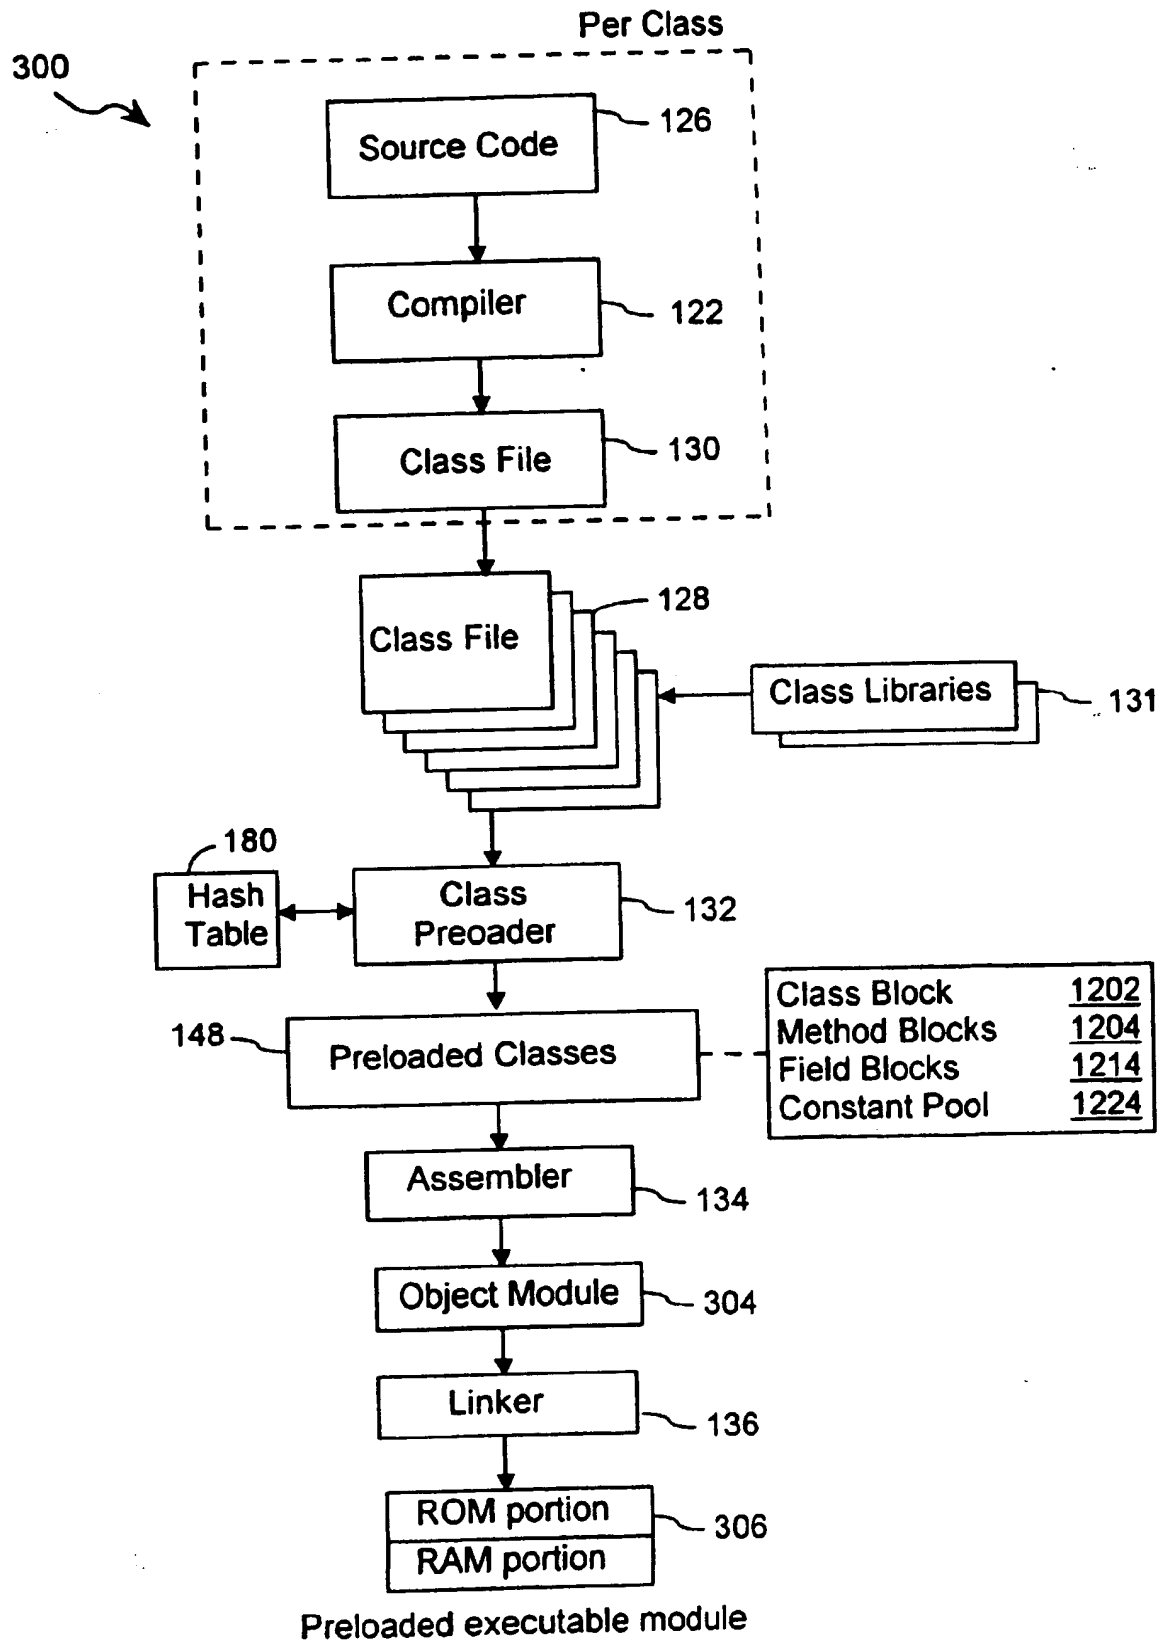 Per Class
300
Source Code
126
Compiler
122
Class File
130
Class File
128
Class Libraries
131
180
Hash
Table
Class
Preoader
132
148
Preloaded Classes
Class Block 1202
Method Blocks 1204
Field Blocks 1214
Constant Pool 1224
Assembler
134
Object Module
304
Linker
136
ROM portion
306
RAM portion
Preloaded executable module